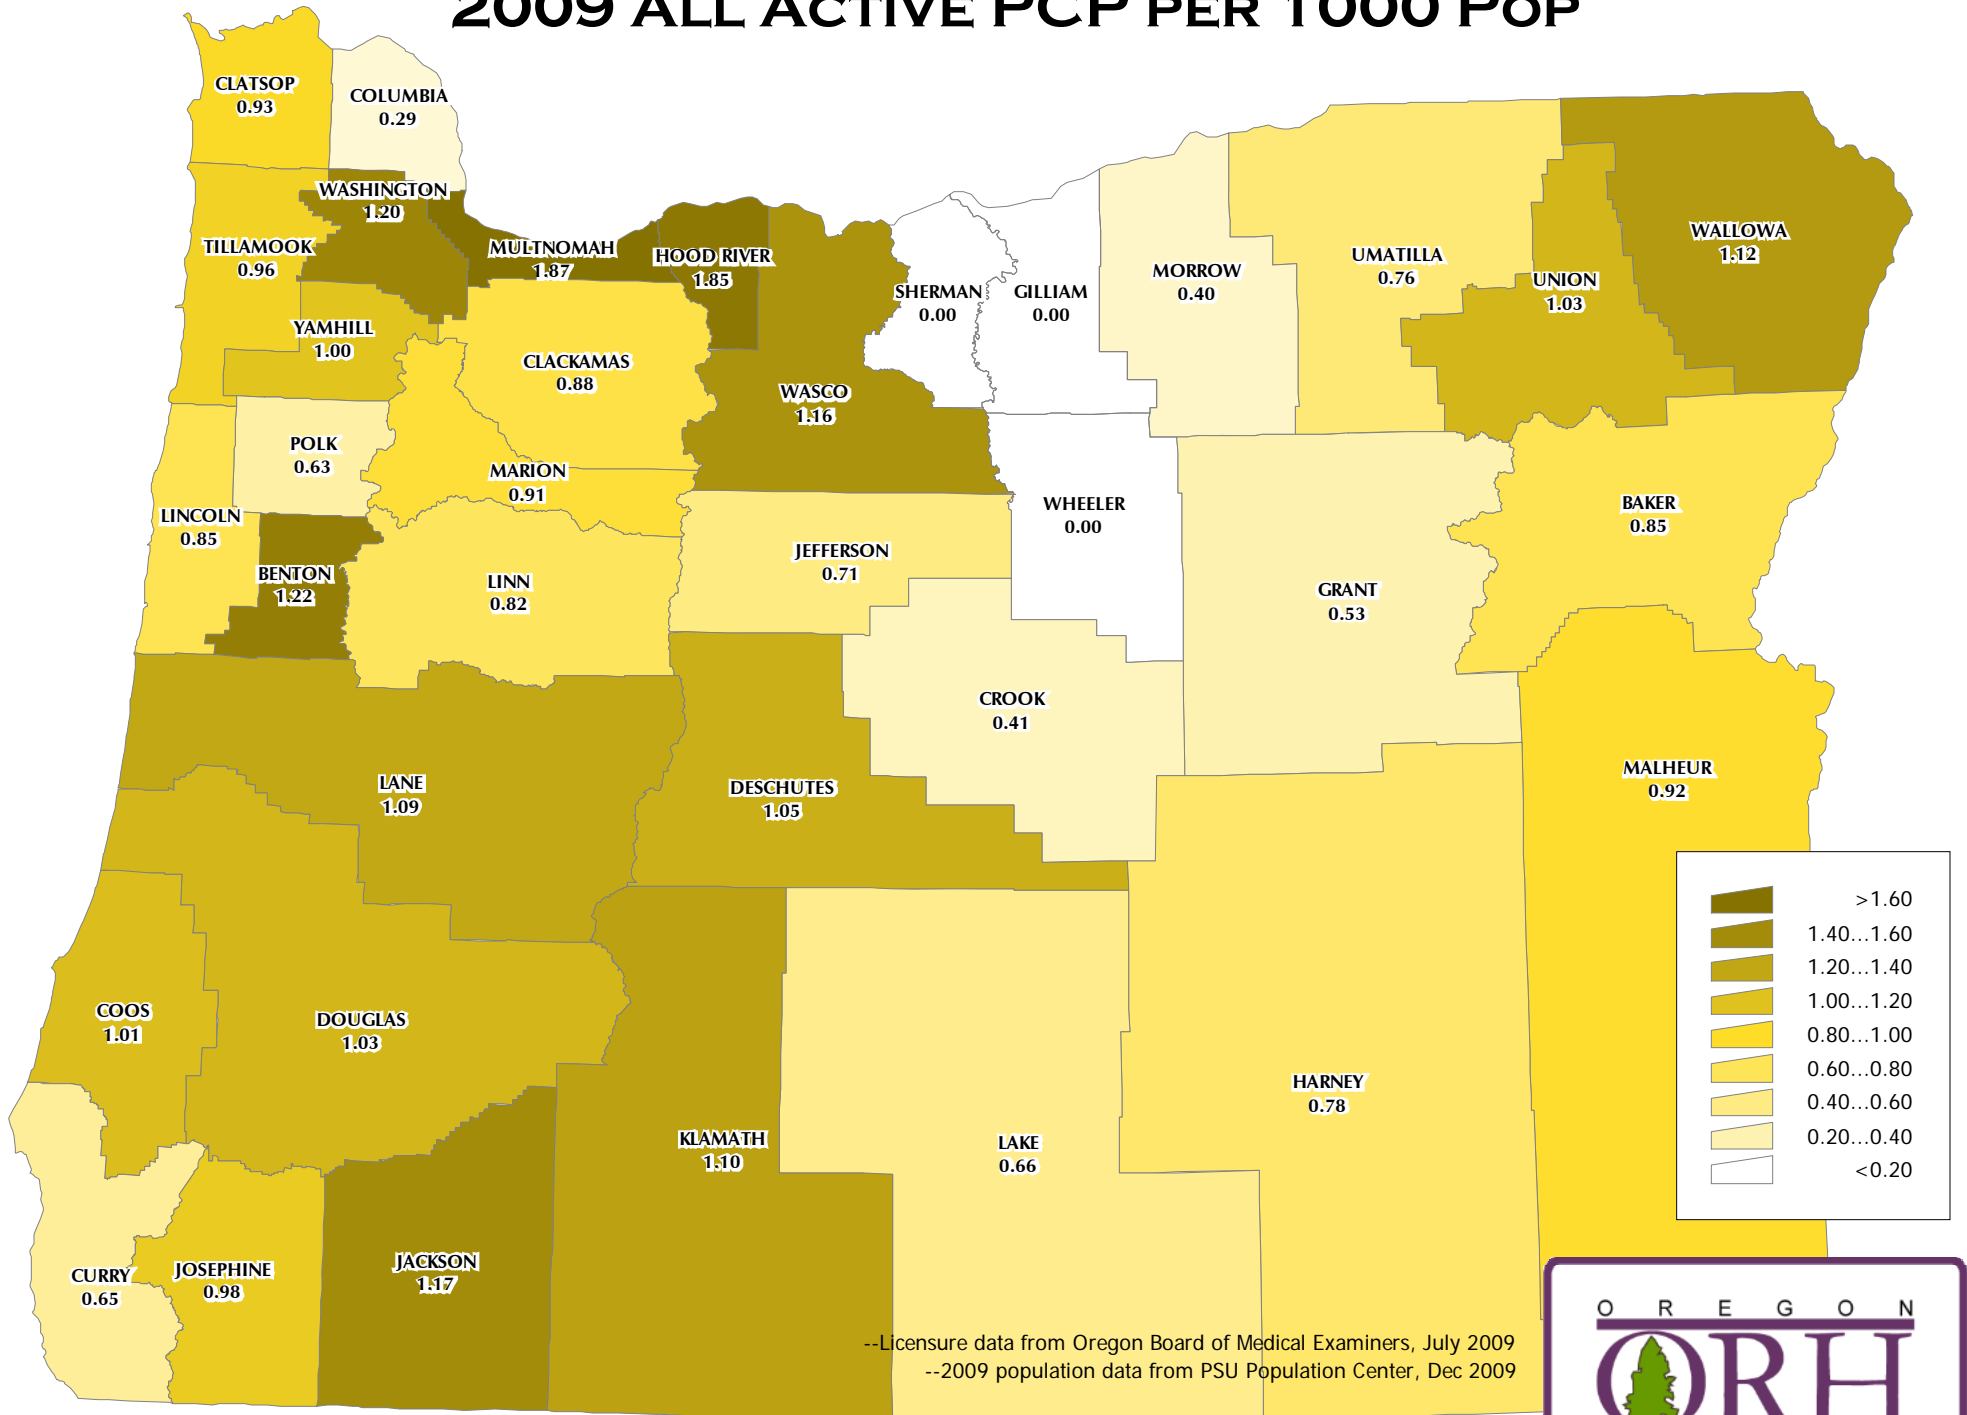 2009 ALL ACTIVE PCP PER 1000 POP
CLATSOP
0.93
COLUMBIA
0.29
WASHINGTON
1.20
TILLAMOOK
0.96
MULTNOMAH
1.87
HOOD RIVER
1.85
SHERMAN
0.00
GILLIAM
0.00
MORROW
0.40
UMATILLA
0.76
UNION
1.03
WALLOWA
1.12
YAMHILL
1.00
CLACKAMAS
0.88
WASCO
1.16
POLK
0.63
MARION
0.91
LINCOLN
0.85
BENTON
1.22
LINN
0.82
JEFFERSON
0.71
WHEELER
0.00
GRANT
0.53
BAKER
0.85
CROOK
0.41
LANE
1.09
DESCHUTES
1.05
MALHEUR
0.92
COOS
1.01
DOUGLAS
1.03
KLAMATH
1.10
LAKE
0.66
HARNEY
0.78
CURRY
0.65
JOSEPHINE
0.98
JACKSON
1.17
>1.60
1.40...1.60
1.20...1.40
1.00...1.20
0.80...1.00
0.60...0.80
0.40...0.60
0.20...0.40
<0.20
--Licensure data from Oregon Board of Medical Examiners, July 2009
--2009 population data from PSU Population Center, Dec 2009
OREGON
ORH